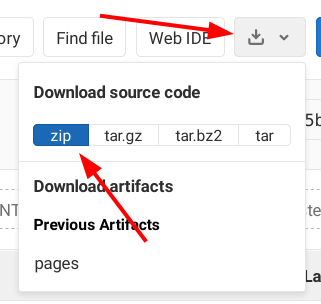 ory Find file Web IDE
Download source code
5b
zip tar.gz tar.bz2 tar
Download artifacts
NT
te
Previous Artifacts
pages
La